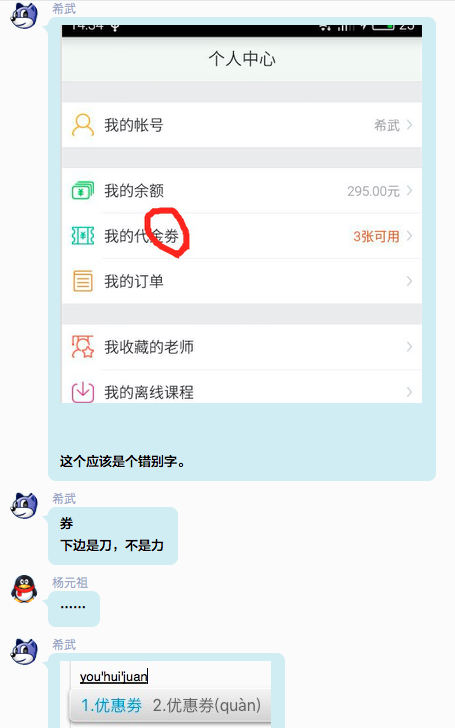 希武
个人中心
我的帐号 希武
我的余额 295.00元
我的代金劵 3张可用
我的订单
我收藏的老师
我的离线课程
这个应该是个错别字。
希武
券
下边是刀，不是力
杨元祖
……
希武
you'hui'juan
1.优惠劵 2.优惠券(quàn)